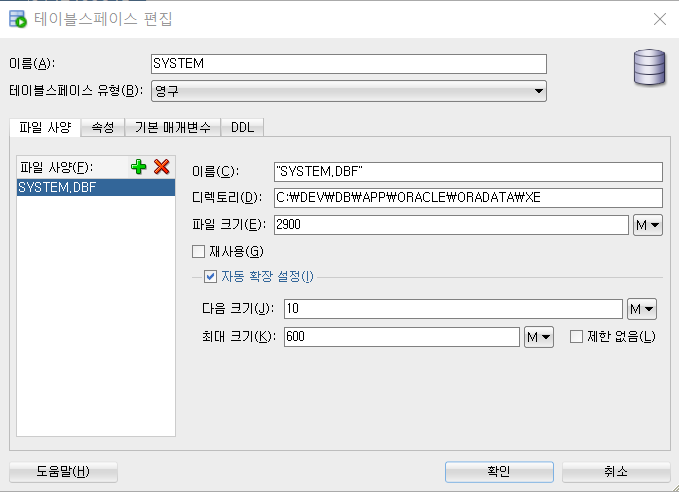 테이블스페이스 편집
이름(A): SYSTEM
테이블스페이스 유형(B): 영구
파일 사양 속성 기본 매개변수 DDL
파일 사양(F):
SYSTEM.DBF
이름(C): "SYSTEM.DBF"
디렉토리(D): C:₩DEV₩DB₩APP₩ORACLE₩ORADATA₩XE
파일 크기(E): 2900 M
재사용(G)
자동 확장 설정(I)
다음 크기(J): 10 M
최대 크기(K): 600 M 제한 없음(L)
도움말(H) 확인 취소